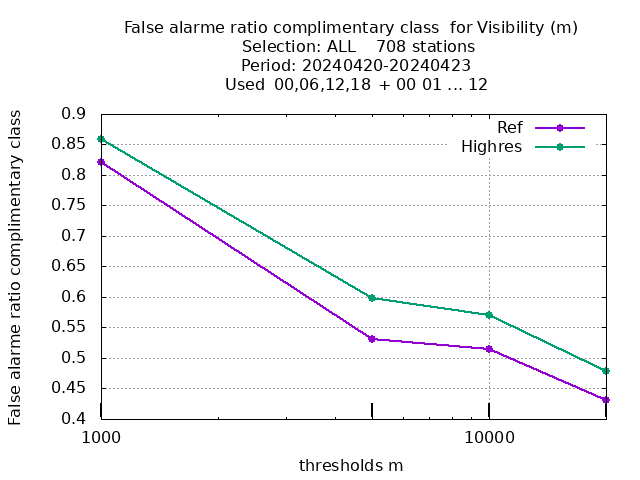 False alarme ratio complimentary class  for Visibility (m)
Selection: ALL    708 stations
Period: 20240420-20240423
Used  00,06,12,18 + 00 01 ... 12
False alarme ratio complimentary class
0.9
0.85
0.8
0.75
0.7
0.65
0.6
0.55
0.5
0.45
0.4
Ref
Highres
1000
10000
thresholds m